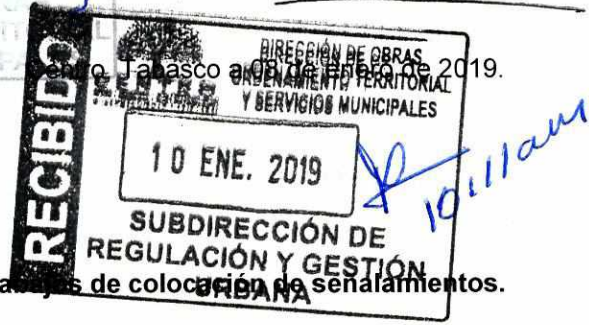 RECIBIDO
DIRECCIÓN DE OBRAS
ORDENAMIENTO TERRITORIAL
Y SERVICIOS MUNICIPALES
CENTRO
Centro, Tabasco a 08 de enero de 2019.
10 ENE. 2019
10:11am
SUBDIRECCIÓN DE
REGULACIÓN Y GESTIÓN
URBANA
trabajos de colocación de señalamientos.